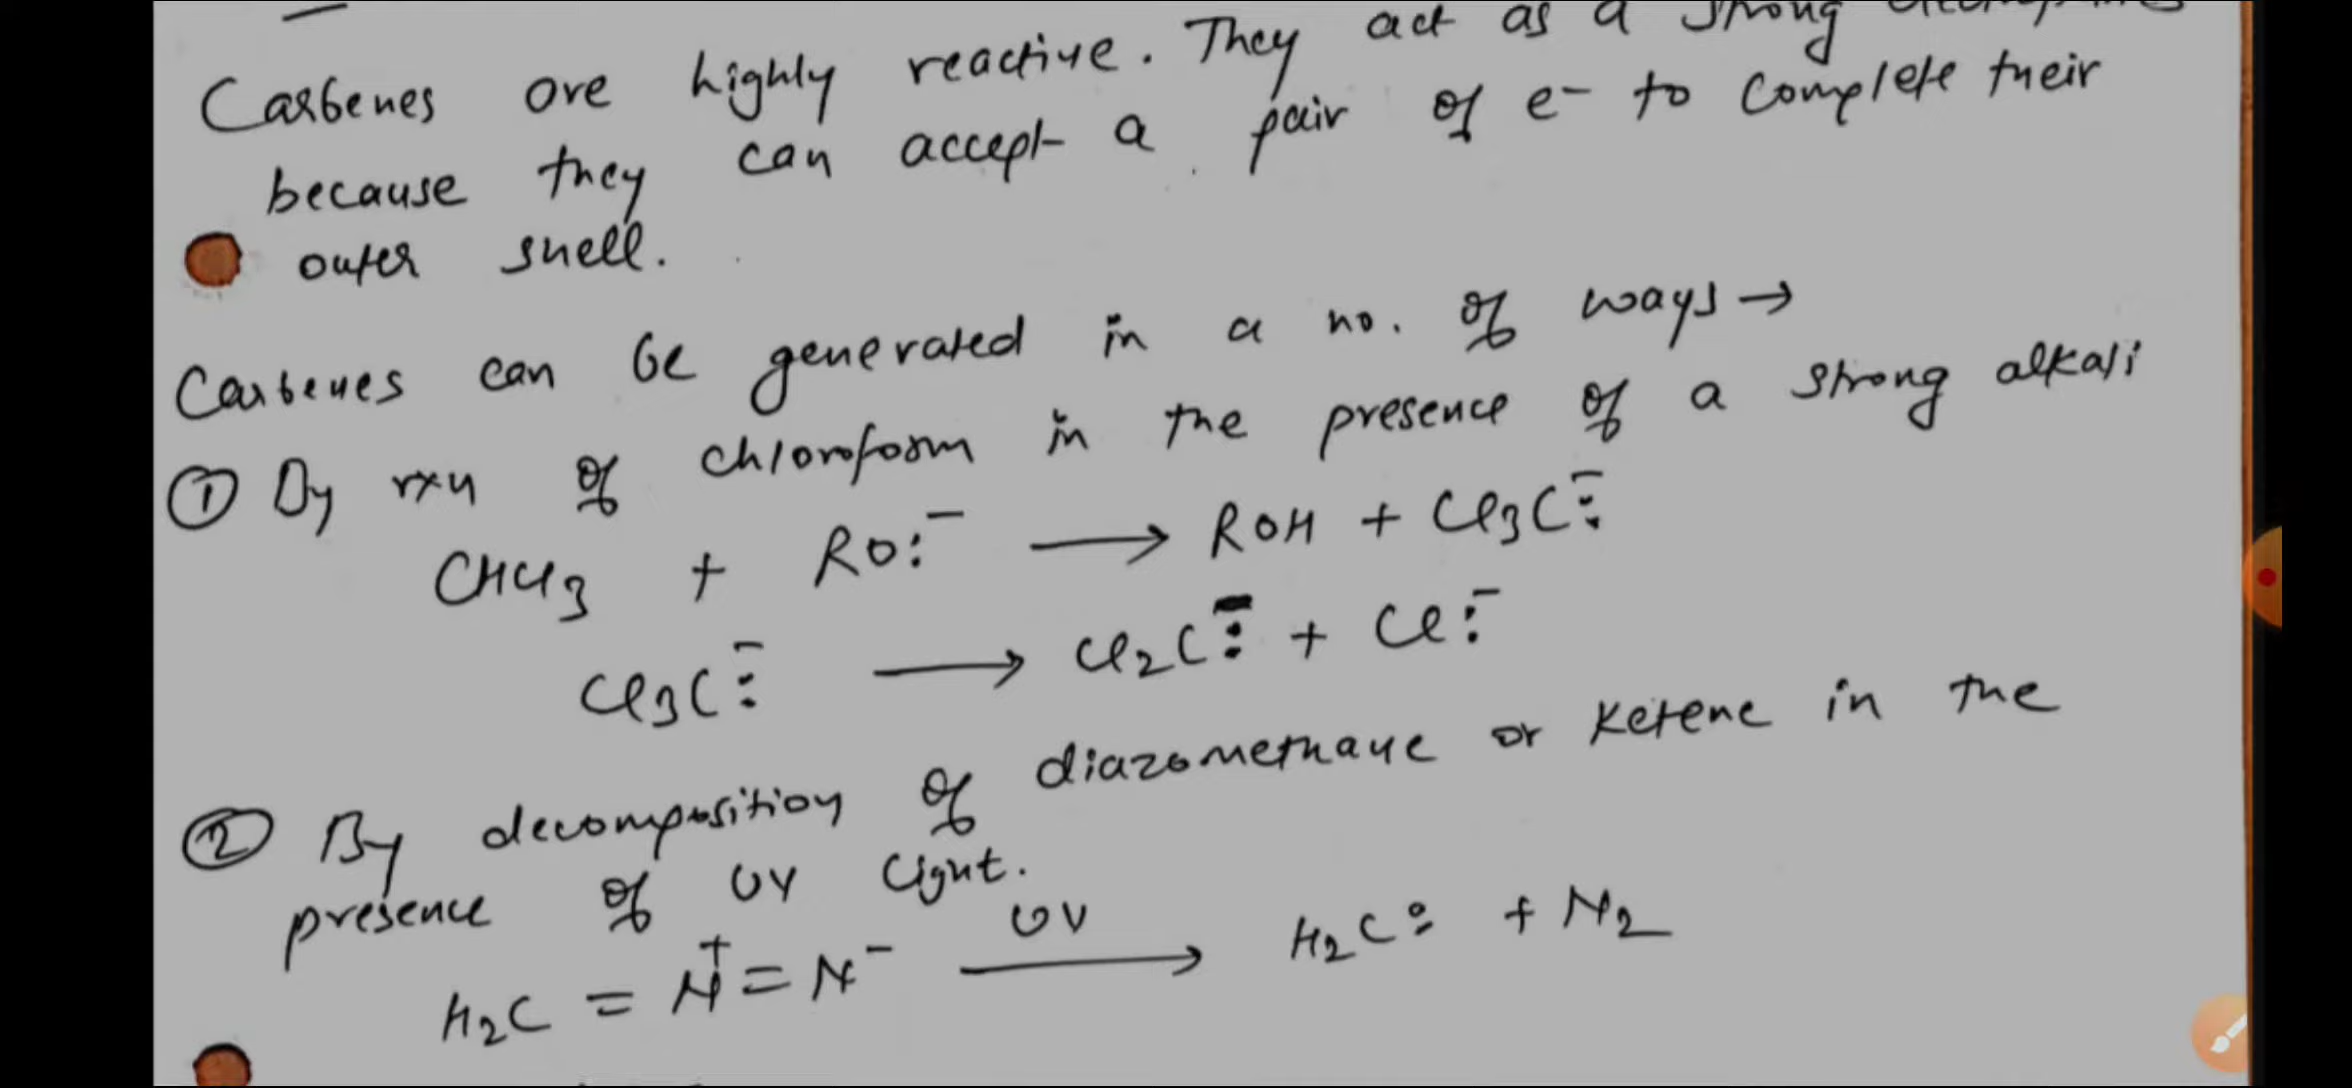 Carbenes are highly reactive. They act as a strong
because they can accept a pair of e⁻ to complete their
outer shell.
Carbenes can be generated in a no. of ways →
① By rxn of chloroform in the presence of a strong alkali
CHCl₃ + RO:⁻ → ROH + Cl₃C:⁻
Cl₃C:⁻ → Cl₂C:⁻ + Cl:⁻
② By decomposition of diazomethane or ketene in the
presence of UV light.
UV
H₂C = N⁺ = N⁻ → H₂C: + N₂